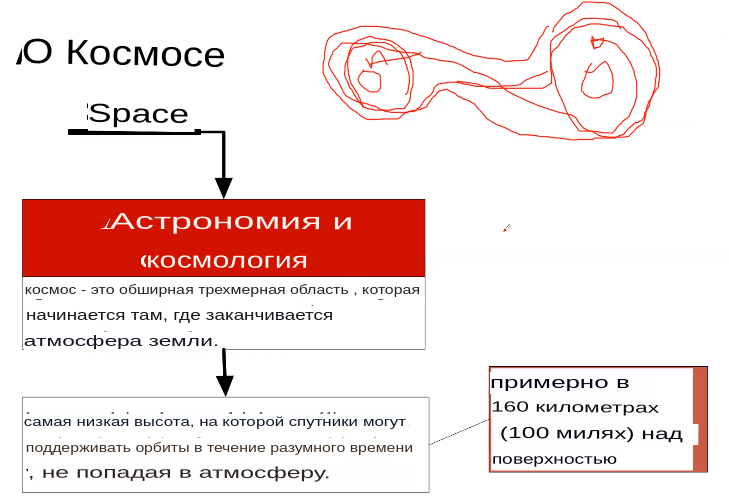 О Космосе
Space
Астрономия и
космология
космос - это обширная трехмерная область , которая
начинается там, где заканчивается
атмосфера земли.
самая низкая высота, на которой спутники могут
поддерживать орбиты в течение разумного времени
, не попадая в атмосферу.
примерно в
160 километрах
(100 милях) над
поверхностью